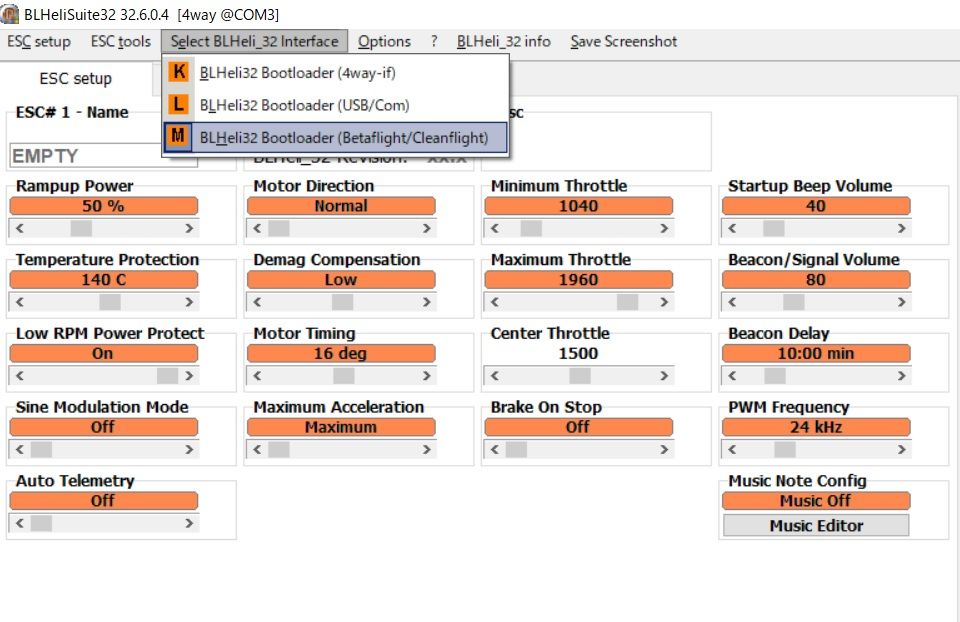 BLHeliSuite32 32.6.0.4  [4way @COM3]
ESC setup ESC tools Select BLHeli_32 Interface Options ? BLHeli_32 info Save Screenshot
K BLHeli32 Bootloader (4way-if)
L BLHeli32 Bootloader (USB/Com)
M BLHeli32 Bootloader (Betaflight/Cleanflight)
ESC setup
ESC# 1 - Name
EMPTY
BLHeli_32 Revision: xx.x
Rampup Power Motor Direction Minimum Throttle Startup Beep Volume
50 % Normal 1040 40
Temperature Protection Demag Compensation Maximum Throttle Beacon/Signal Volume
140 C Low 1960 80
Low RPM Power Protect Motor Timing Center Throttle Beacon Delay
On 16 deg 1500 10:00 min
Sine Modulation Mode Maximum Acceleration Brake On Stop PWM Frequency
Off Maximum Off 24 kHz
Auto Telemetry Music Note Config
Off Music Off
Music Editor